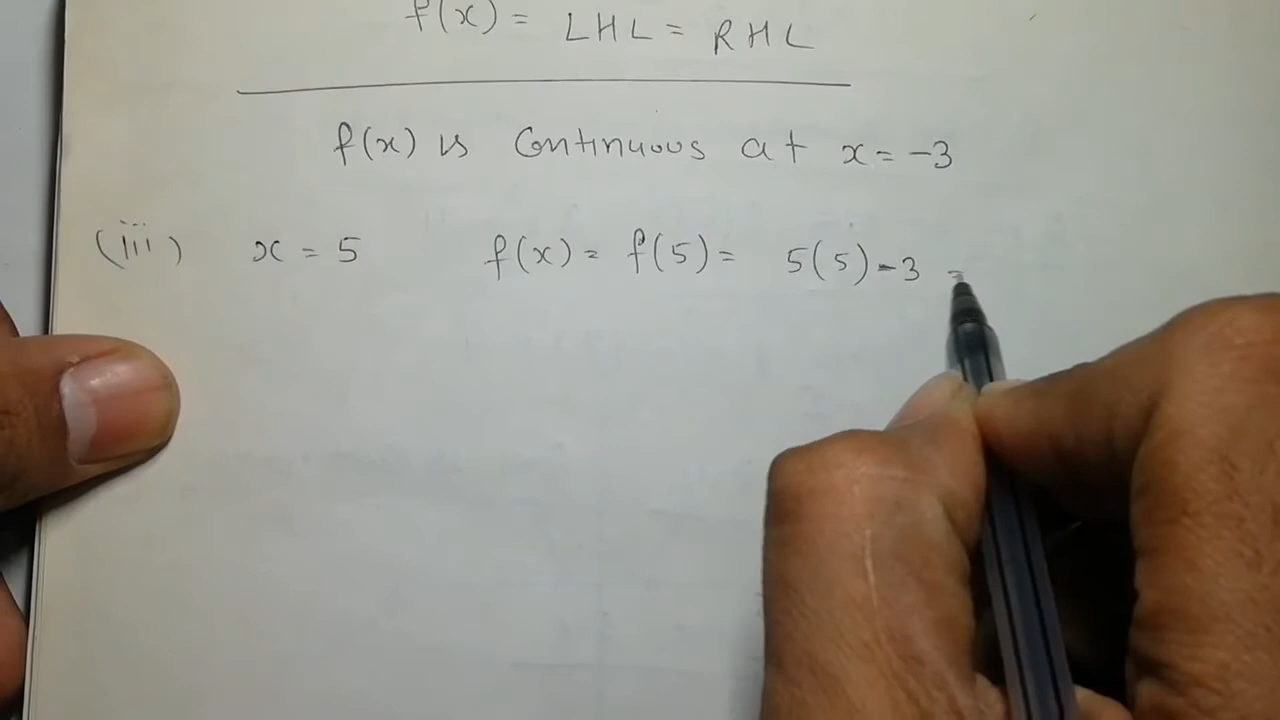 f(x) = LHL = RHL
f(x) is Continuous at x = -3
(iii) x = 5 f(x) = f(5) = 5(5) - 3 =